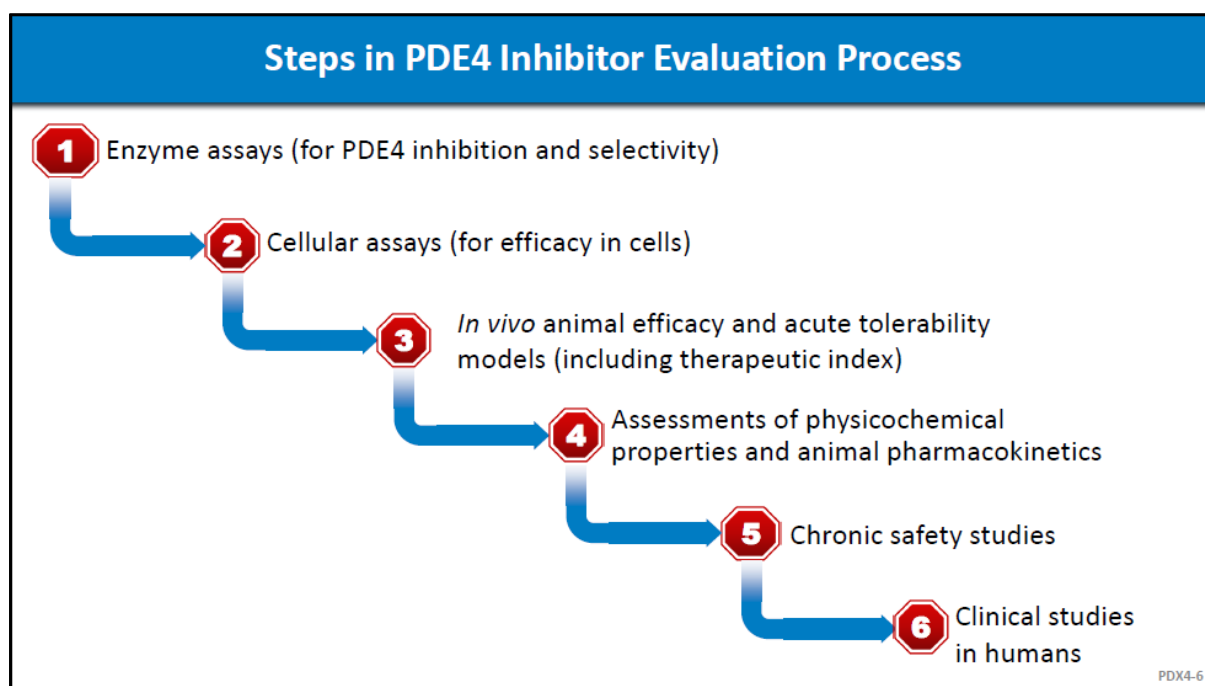 Steps in PDE4 Inhibitor Evaluation Process
1 Enzyme assays (for PDE4 inhibition and selectivity)
2 Cellular assays (for efficacy in cells)
3 In vivo animal efficacy and acute tolerability
models (including therapeutic index)
4 Assessments of physicochemical
properties and animal pharmacokinetics
5 Chronic safety studies
6 Clinical studies
in humans
PDX4-6